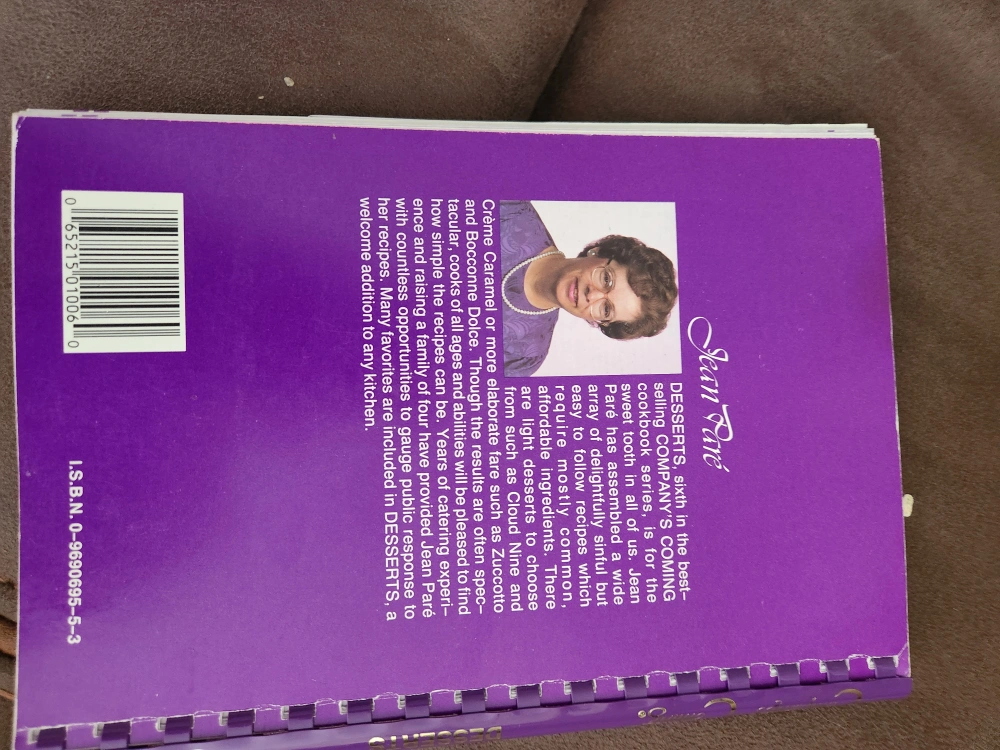 Jean Paré
DESSERTS, sixth in the best-
selling COMPANY'S COMING
cookbook series, is for the
sweet tooth in all of us. Jean
Paré has assembled a wide
array of delightfully sinful but
easy to follow recipes which
require mostly common,
affordable ingredients. There
are light desserts to choose
from such as Cloud Nine and
Crème Caramel or more elaborate fare such as Zuccotto
and Bocconne Dolce. Though the results are often spec-
tacular, cooks of all ages and abilities will be pleased to find
how simple the recipes can be. Years of catering experi-
ence and raising a family of four have provided Jean Paré
with countless opportunities to gauge public response to
her recipes. Many favorites are included in DESSERTS, a
welcome addition to any kitchen.
0 65215 01006 0
I.S.B.N. 0-9690695-5-3
DESSERTS